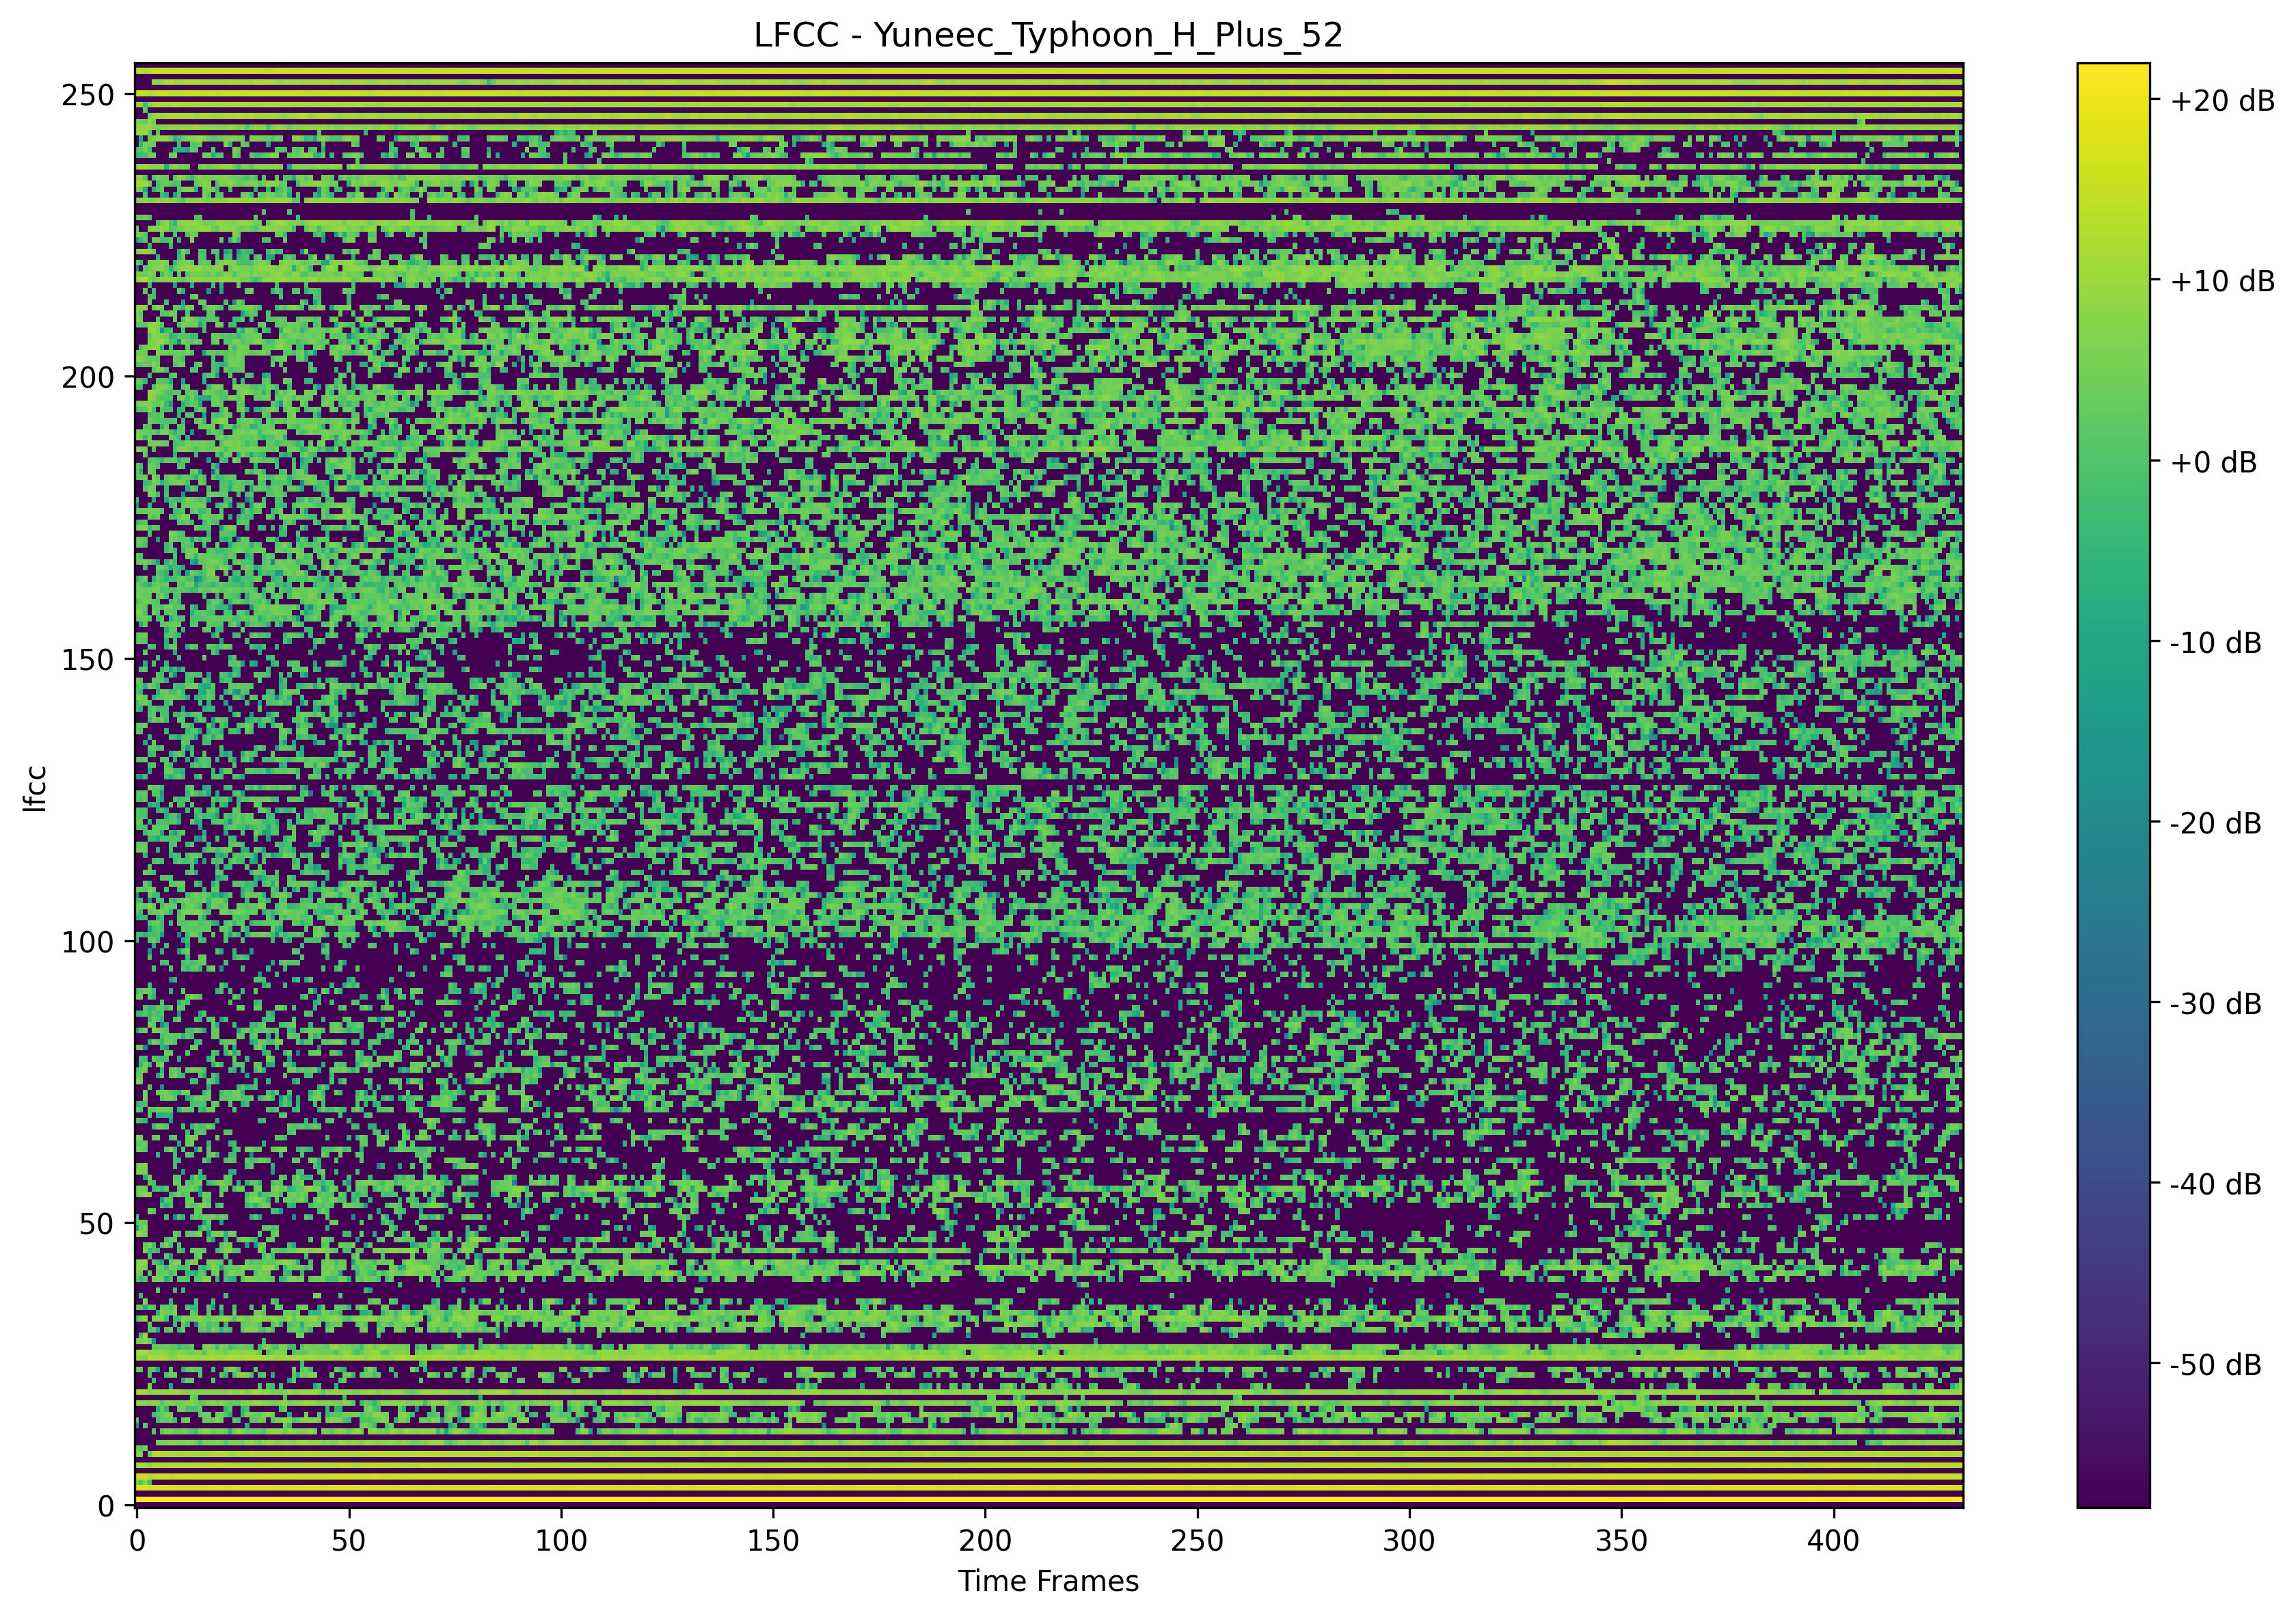 LFCC - Yuneec_Typhoon_H_Plus_52
250
200
150
100
50
0
lfcc
0 50 100 150 200 250 300 350 400
Time Frames
+20 dB
+10 dB
+0 dB
-10 dB
-20 dB
-30 dB
-40 dB
-50 dB